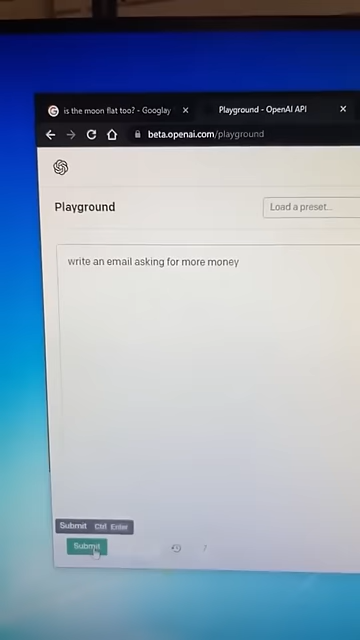 is the moon flat too? - Googlay
Playground - OpenAI API
beta.openai.com/playground
Playground
Load a preset...
write an email asking for more money
Submit Ctrl Enter
Submit